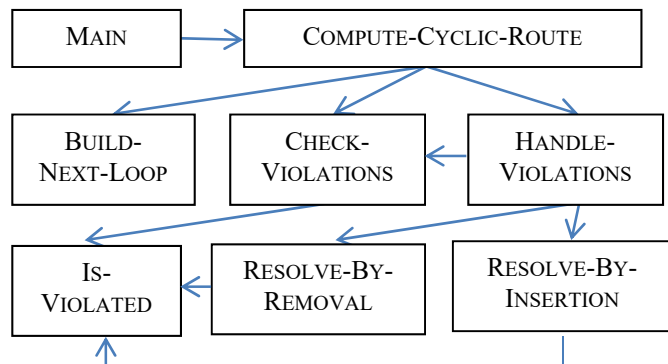 MAIN
COMPUTE-CYCLIC-ROUTE
BUILD-
NEXT-LOOP
CHECK-
VIOLATIONS
HANDLE-
VIOLATIONS
IS-
VIOLATED
RESOLVE-BY-
REMOVAL
RESOLVE-BY-
INSERTION